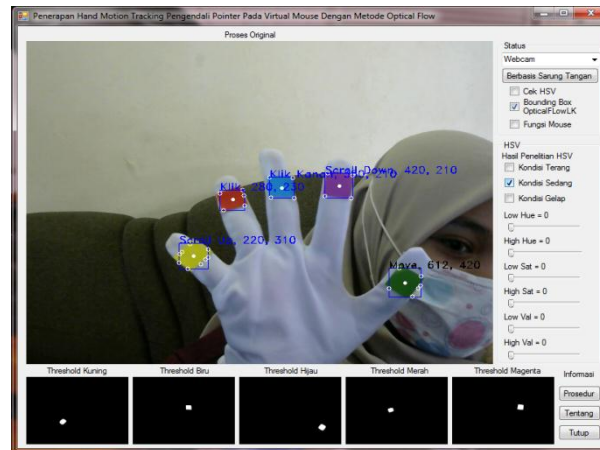 Penerapan Hand Motion Tracking Pengendali Pointer Pada Virtual Mouse Dengan Metode Optical Flow
Proses Original
Scroll Down, 420, 210
Klik, 280, 230
220, 310
Move, 612, 420
Status
Webcam
Berbasis Sarung Tangan
Cek HSV
Bounding Box
OpticalFLowLK
Fungsi Mouse
HSV
Hasil Penelitian HSV
Kondisi Terang
Kondisi Sedang
Kondisi Gelap
Low Hue = 0
High Hue = 0
Low Sat = 0
High Sat = 0
Low Val = 0
High Val = 0
Threshold Kuning
Threshold Biru
Threshold Hijau
Threshold Merah
Threshold Magenta
Informasi
Prosedur
Tentang
Tutup